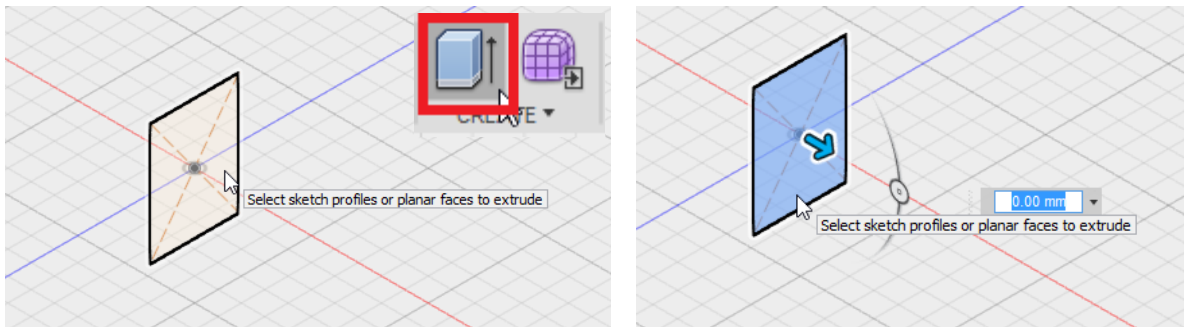 CREATE ▾
Select sketch profiles or planar faces to extrude
0.00 mm
Select sketch profiles or planar faces to extrude